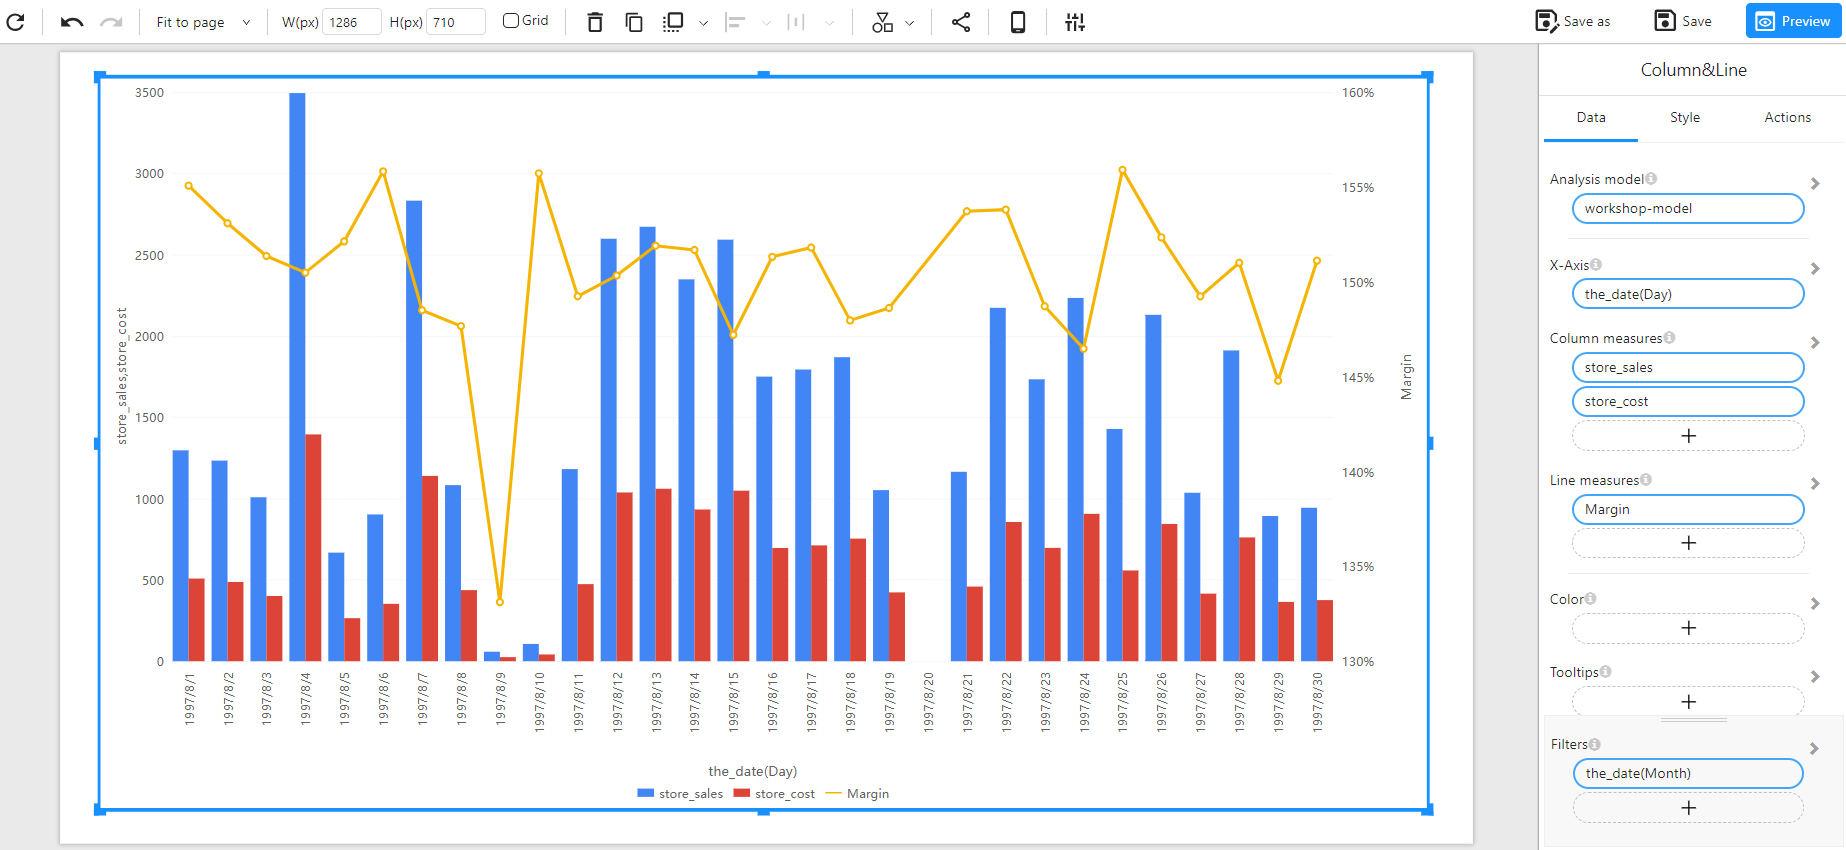 Fit to page W(px) 1286 H(px) 710 Grid Save as Save Preview
Column&Line
Data Style Actions
Analysis model
workshop-model
X-Axis
the_date(Day)
Column measures
store_sales
store_cost
Line measures
Margin
Color
Tooltips
Filters
the_date(Month)
store_sales,store_cost
3500
3000
2500
2000
1500
1000
500
0
160%
155%
150%
145%
140%
135%
130%
Margin
1997/8/1
1997/8/2
1997/8/3
1997/8/4
1997/8/5
1997/8/6
1997/8/7
1997/8/8
1997/8/9
1997/8/10
1997/8/11
1997/8/12
1997/8/13
1997/8/14
1997/8/15
1997/8/16
1997/8/17
1997/8/18
1997/8/19
1997/8/20
1997/8/21
1997/8/22
1997/8/23
1997/8/24
1997/8/25
1997/8/26
1997/8/27
1997/8/28
1997/8/29
1997/8/30
the_date(Day)
store_sales store_cost Margin